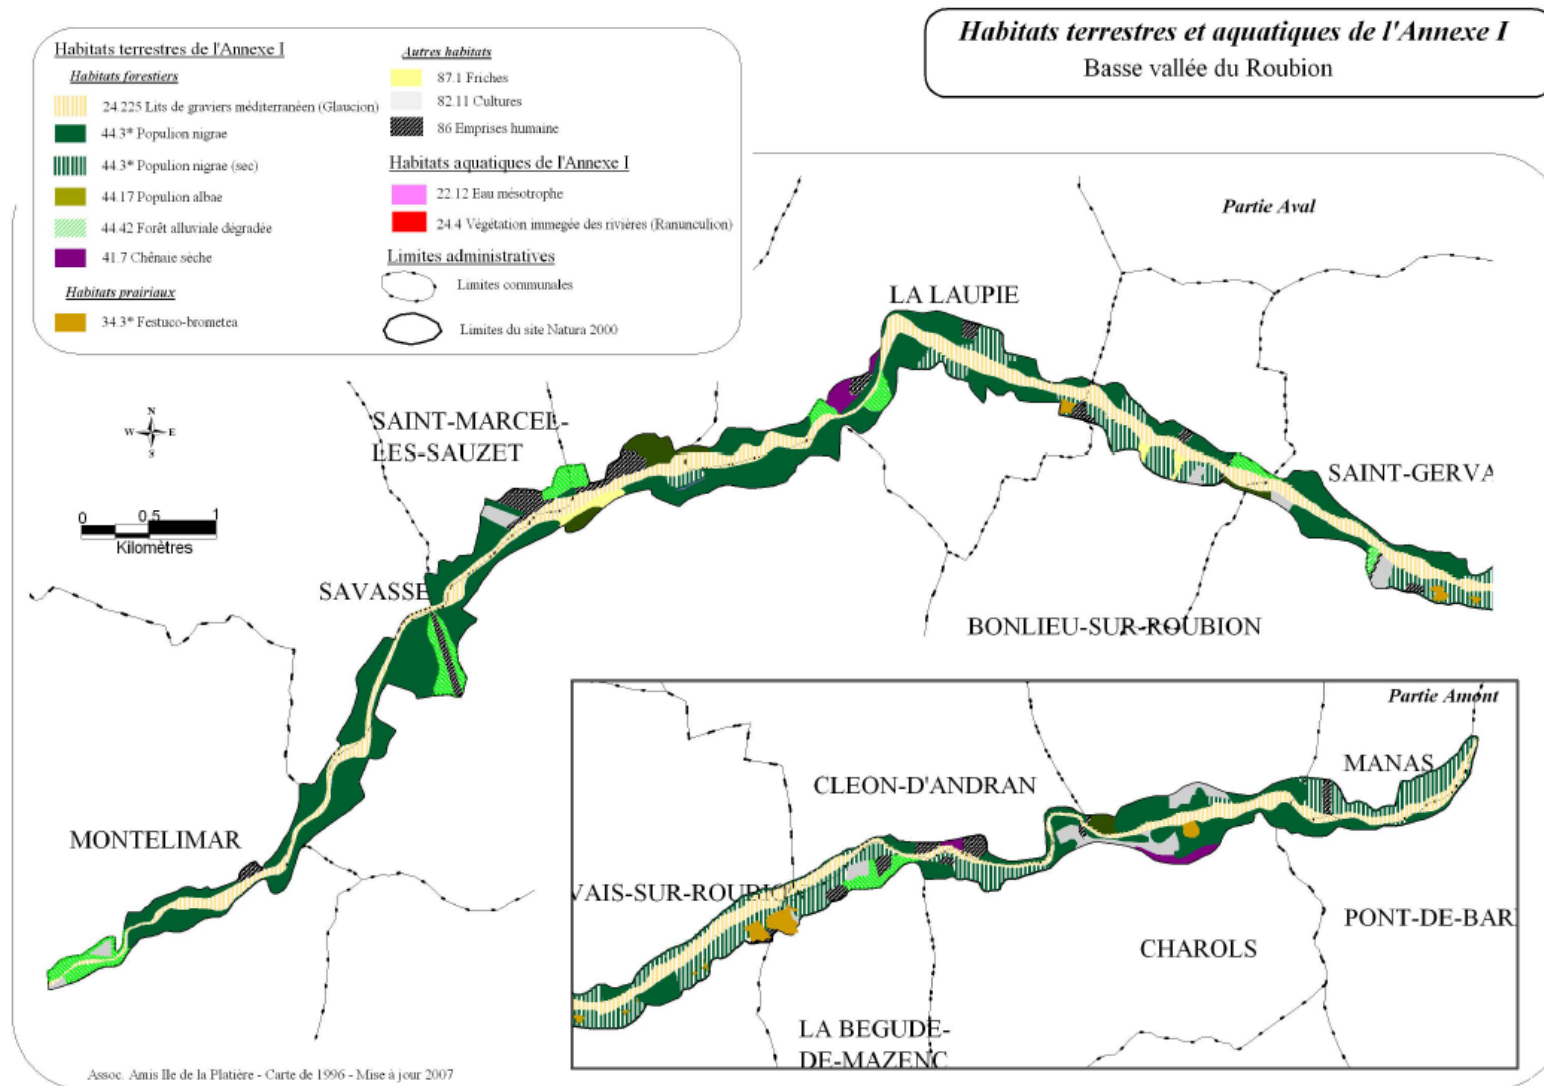 Habitats terrestres et aquatiques de l'Annexe I
Basse vallée du Roubion
Habitats terrestres de l'Annexe I
Habitats forestiers
24.225 Lits de graviers méditerranéen (Glaucion)
44.3* Populion nigrae
44.3* Populion nigrae (sec)
44.17 Populion albae
44.42 Forêt alluviale dégradée
41.7 Chênaie sèche
Habitats prairiaux
34.3* Festuco-brometea
Autres habitats
87.1 Friches
82.11 Cultures
86 Emprises humaine
Habitats aquatiques de l'Annexe I
22.12 Eau mésotrophe
24.4 Végétation immegée des rivières (Ranunculion)
Limites administratives
Limites communales
Limites du site Natura 2000
Partie Aval
LA LAUPIE
N
W E
S
SAINT-MARCEL-
LES-SAUZET
SAINT-GERVA
0 0.5 1
Kilomètres
SAVASSE
BONLIEU-SUR-ROUBION
MONTELIMAR
Partie Amont
MANAS
CLEON-D'ANDRAN
VAIS-SUR-ROUBI
PONT-DE-BAR
CHAROLS
LA BEGUDE-
DE-MAZENC
Assoc. Amis Ile de la Platière - Carte de 1996 - Mise à jour 2007